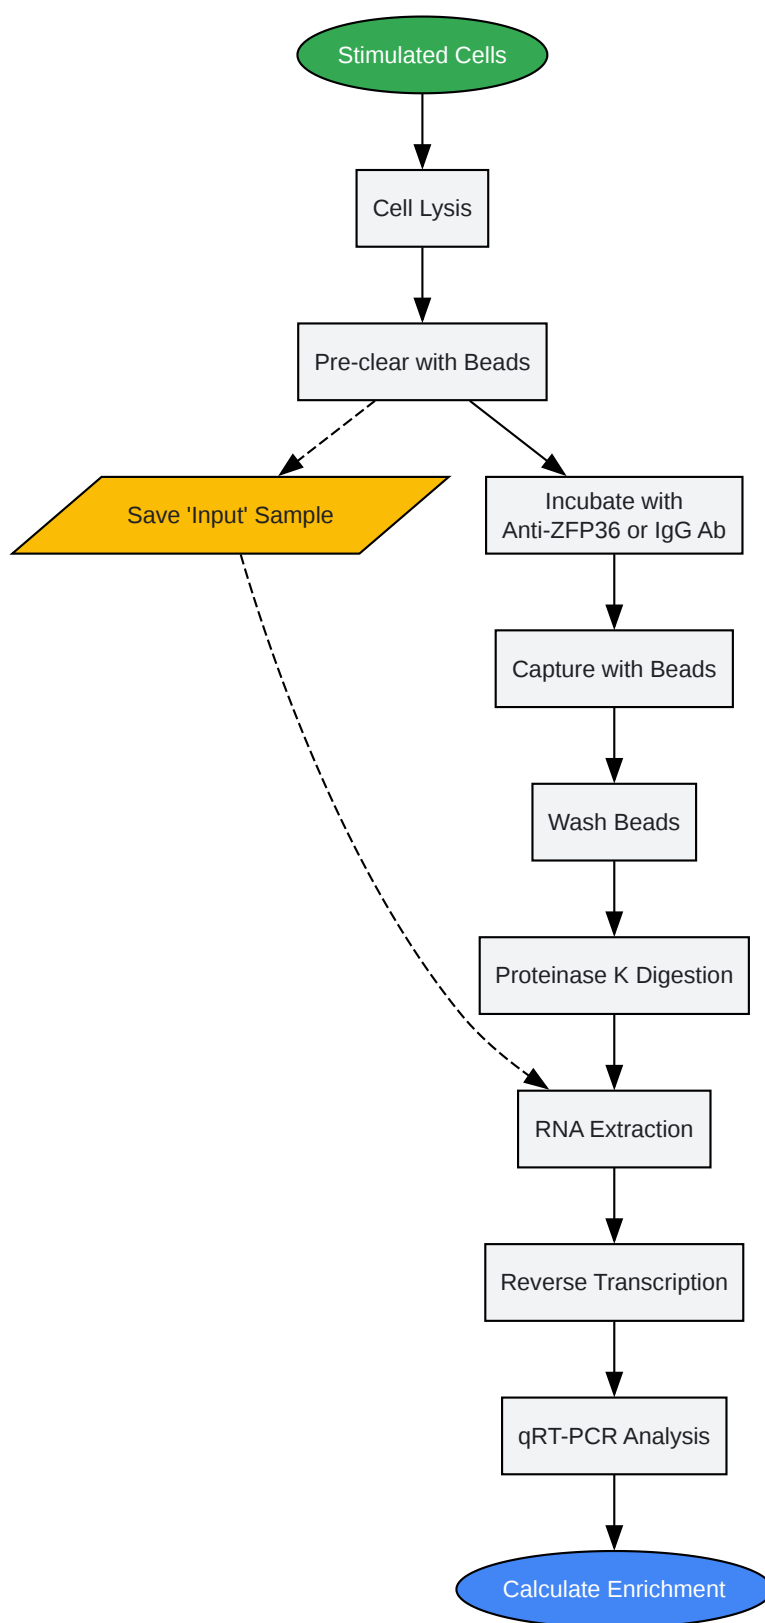 Stimulated Cells
Cell Lysis
Pre-clear with Beads
Save 'Input' Sample
Incubate with
Anti-ZFP36 or IgG Ab
Capture with Beads
Wash Beads
Proteinase K Digestion
RNA Extraction
Reverse Transcription
qRT-PCR Analysis
Calculate Enrichment